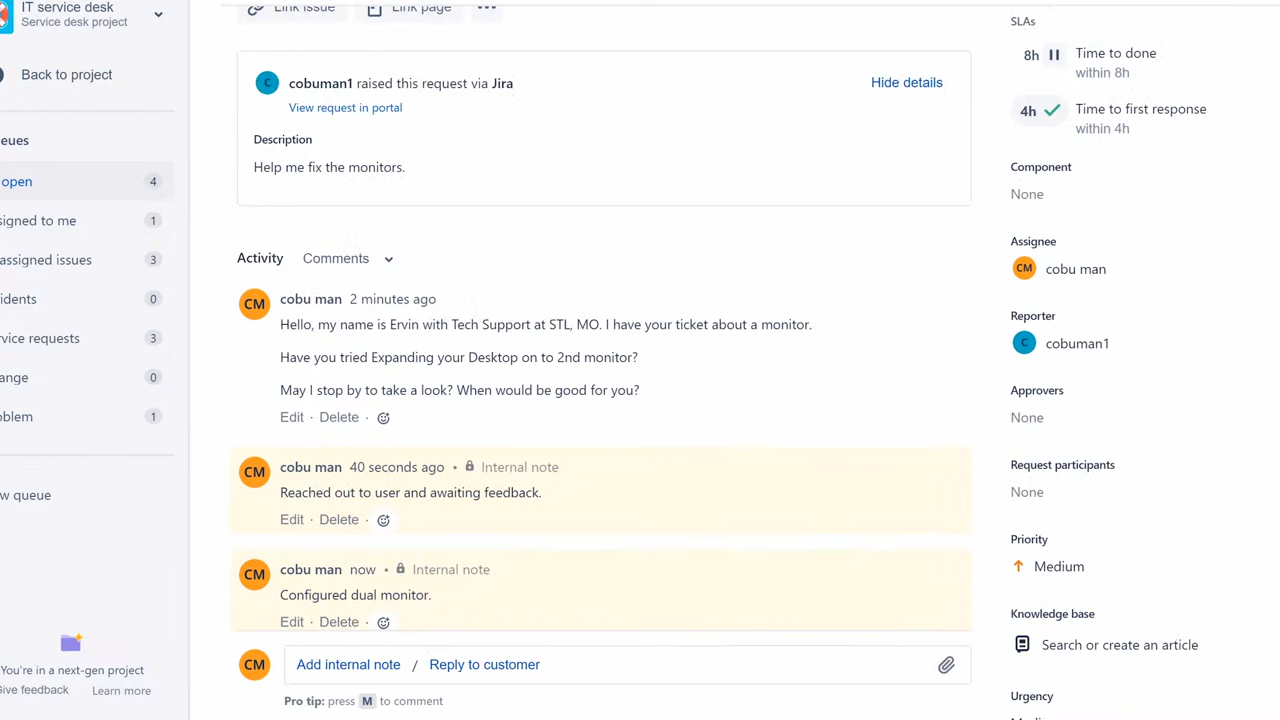 IT service desk
Service desk project
Back to project
eues
open 4
signed to me 1
assigned issues 3
idents 0
rvice requests 3
ange 0
oblem 1
w queue
You're in a next-gen project
Give feedback Learn more
Link issue Link page
C cobuman1 raised this request via Jira
Hide details
View request in portal
Description
Help me fix the monitors.
Activity Comments
CM cobu man 2 minutes ago
Hello, my name is Ervin with Tech Support at STL, MO. I have your ticket about a monitor.
Have you tried Expanding your Desktop on to 2nd monitor?
May I stop by to take a look? When would be good for you?
Edit · Delete ·
CM cobu man 40 seconds ago • Internal note
Reached out to user and awaiting feedback.
Edit · Delete ·
CM cobu man now • Internal note
Configured dual monitor.
Edit · Delete ·
CM Add internal note / Reply to customer
Pro tip: press M to comment
SLAs
8h Time to done
within 8h
4h Time to first response
within 4h
Component
None
Assignee
CM cobu man
Reporter
C cobuman1
Approvers
None
Request participants
None
Priority
Medium
Knowledge base
Search or create an article
Urgency